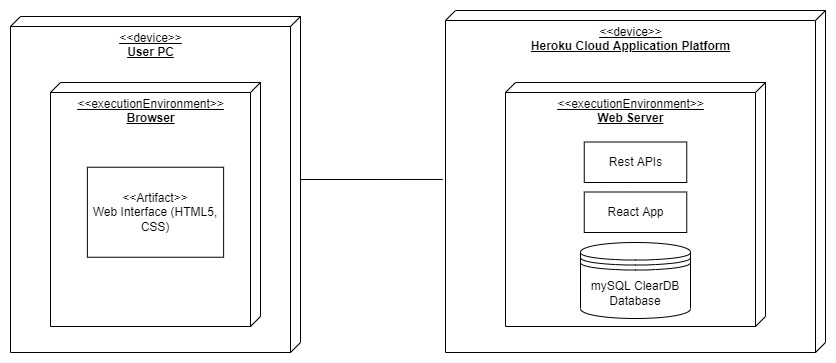 <<device>>
User PC
<<executionEnvironment>>
Browser
<<Artifact>>
Web Interface (HTML5,
CSS)
<<device>>
Heroku Cloud Application Platform
<<executionEnvironment>>
Web Server
Rest APIs
React App
mySQL ClearDB
Database